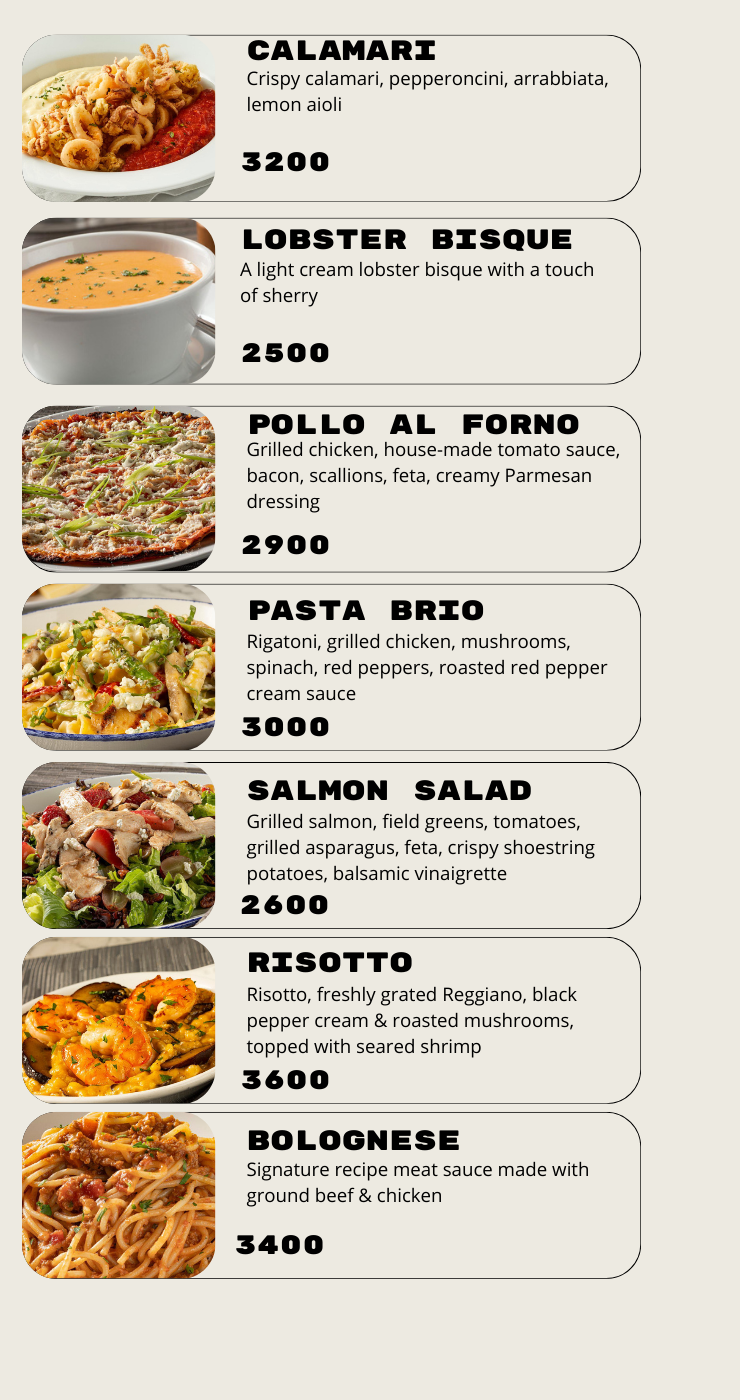 CALAMARI
Crispy calamari, pepperoncini, arrabbiata,
lemon aioli
3200
LOBSTER BISQUE
A light cream lobster bisque with a touch
of sherry
2500
POLLO AL FORNO
Grilled chicken, house-made tomato sauce,
bacon, scallions, feta, creamy Parmesan
dressing
2900
PASTA BRIO
Rigatoni, grilled chicken, mushrooms,
spinach, red peppers, roasted red pepper
cream sauce
3000
SALMON SALAD
Grilled salmon, field greens, tomatoes,
grilled asparagus, feta, crispy shoestring
potatoes, balsamic vinaigrette
2600
RISOTTO
Risotto, freshly grated Reggiano, black
pepper cream & roasted mushrooms,
topped with seared shrimp
3600
BOLOGNESE
Signature recipe meat sauce made with
ground beef & chicken
3400